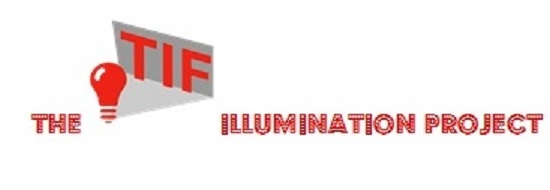 TIF
THE ILLUMINATION PROJECT